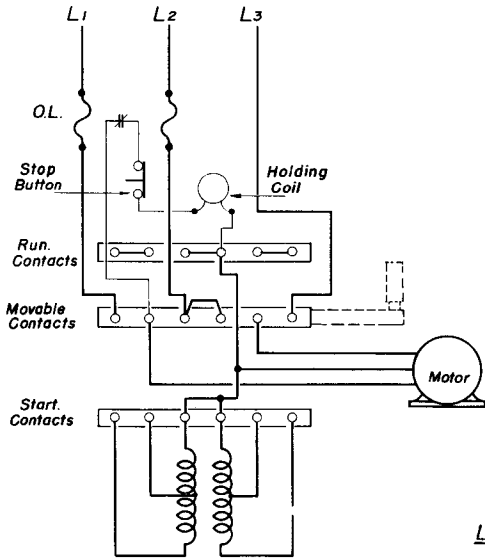 L1
L2
L3
O.L.
Stop
Button
Holding
Coil
Run.
Contacts
Movable
Contacts
Motor
Start.
Contacts
L